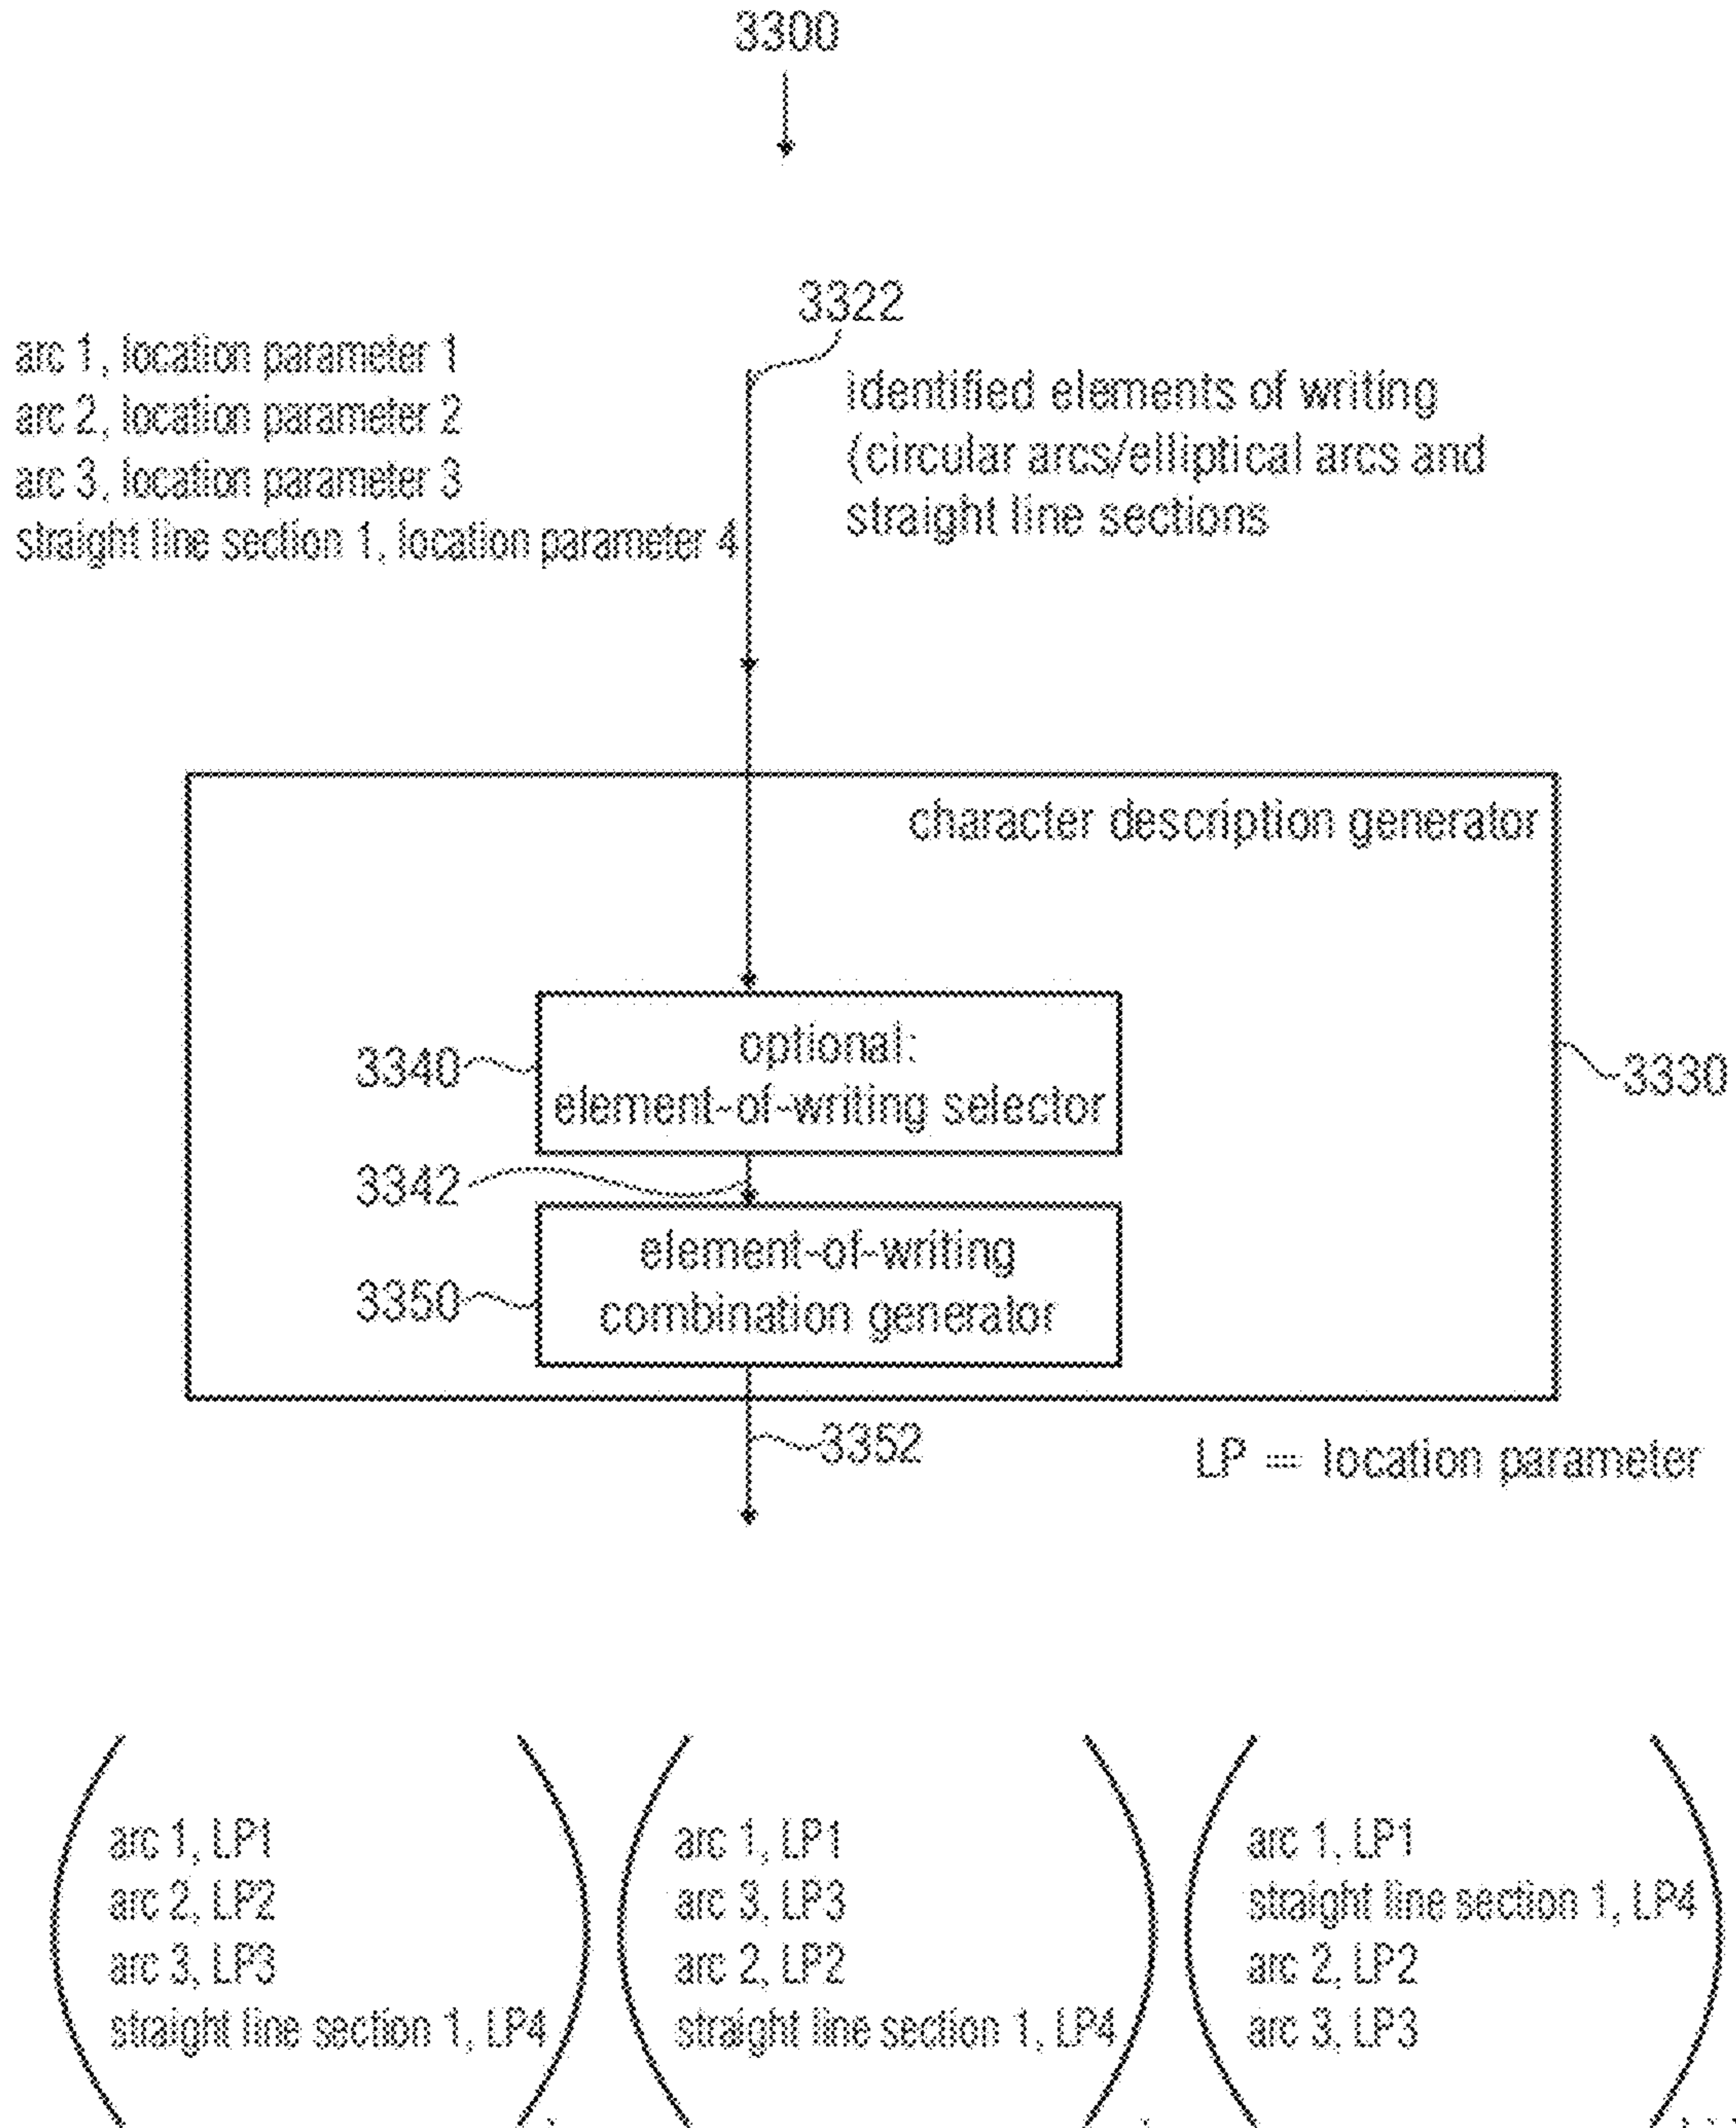 3300
3322
arc 1, location parameter 1
arc 2, location parameter 2
arc 3, location parameter 3
straight line section 1, location parameter 4
identified elements of writing
(circular arcs/elliptical arcs and
straight line sections
character description generator
optional:
element-of-writing selector
3340
3330
3342
element-of-writing
combination generator
3350
3352
LP = location parameter
arc 1, LP1
arc 2, LP2
arc 3, LP3
straight line section 1, LP4
arc 1, LP1
arc 3, LP3
arc 2, LP2
straight line section 1, LP4
arc 1, LP1
straight line section 1, LP4
arc 2, LP2
arc 3, LP3